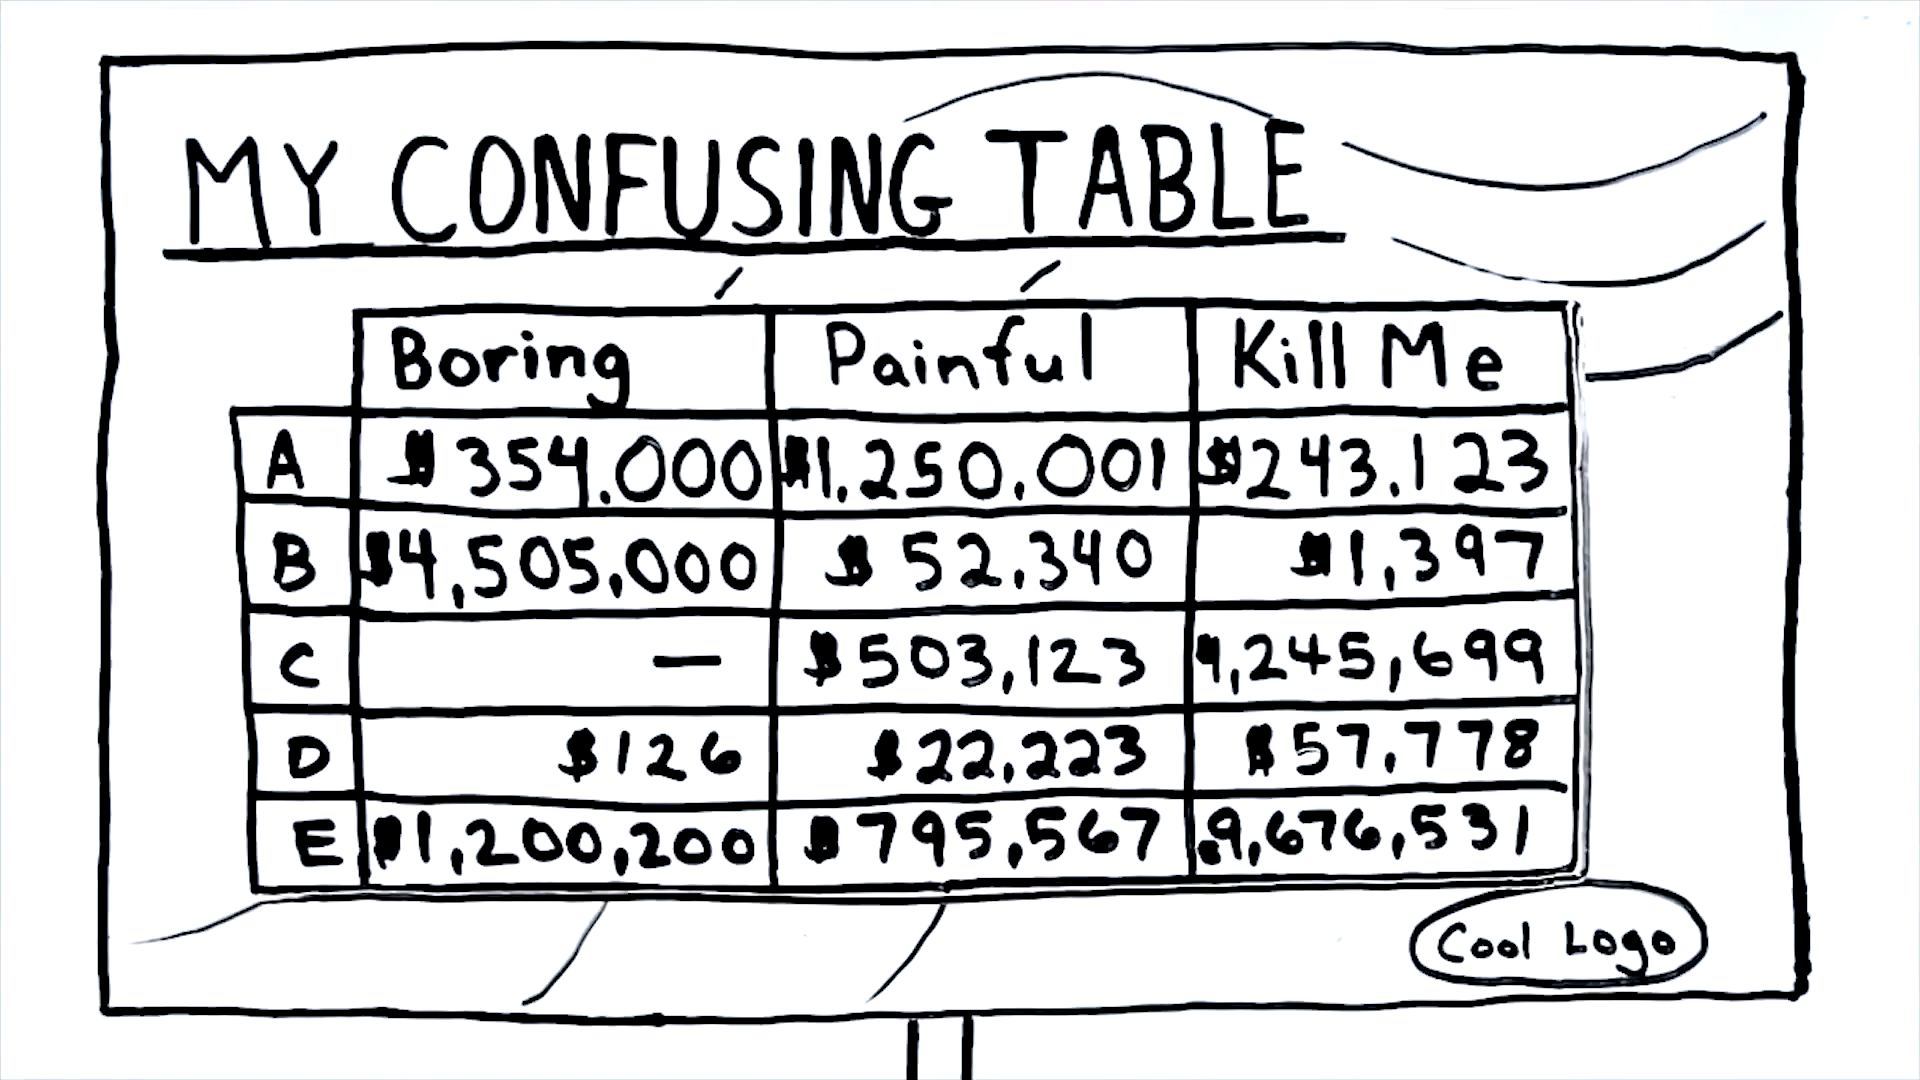 MY CONFUSING TABLE
Boring Painful Kill Me
A $354.000 $1.250.001 $243.123
B $4,505,000 $52,340 $1,397
C — $503,123 1,245,699
D $126 $22,223 $57,778
E $1,200,200 $795,567 9,676,531
Cool Logo